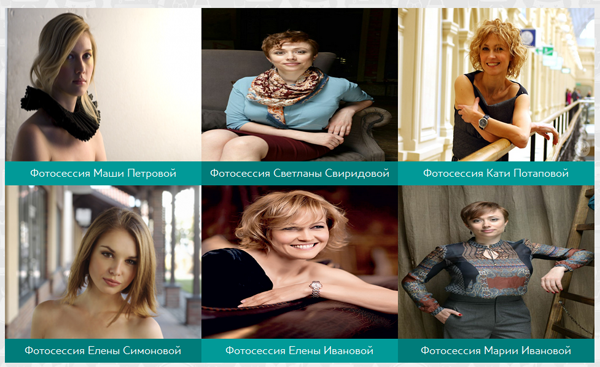 Фотосессия Маши Петровой
Фотосессия Светланы Свиридовой
Фотосессия Кати Потаповой
Фотосессия Елены Симоновой
Фотосессия Елены Ивановой
Фотосессия Марии Ивановой